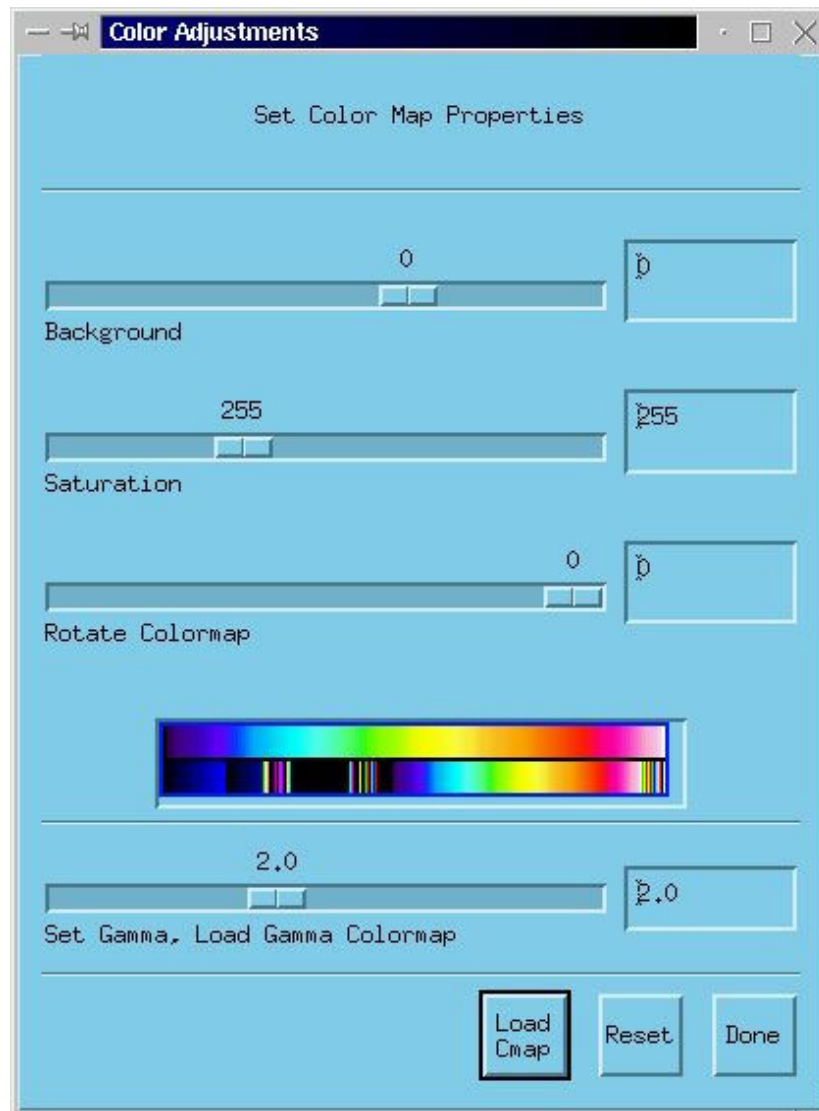 Color Adjustments
Set Color Map Properties
0
0
Background
255
255
Saturation
0
0
Rotate Colormap
2.0
2.0
Set Gamma, Load Gamma Colormap
Load
Cmap
Reset
Done